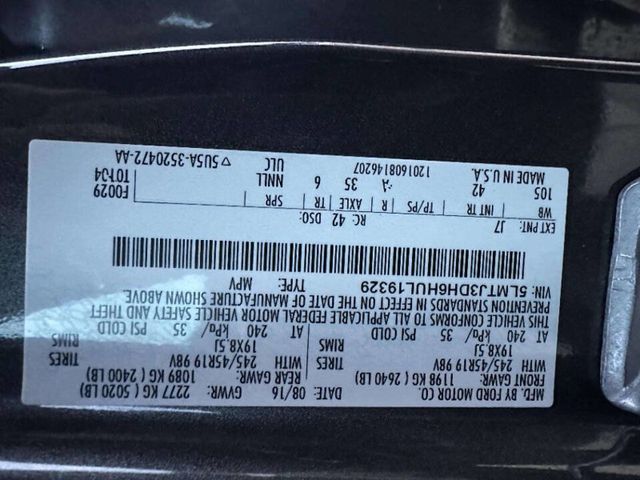 MFD. BY FORD MOTOR CO. DATE: 08/16 GVWR: 2277 KG ( 5020 LB)
FRONT GAWR: 1198 KG ( 2640 LB) REAR GAWR: 1089 KG ( 2400 LB)
WITH 245/45R19 98V TIRES WITH 245/45R19 98V TIRES
19X8.5J RIMS 19X8.5J RIMS
AT 240 kPa/ 35 PSI COLD AT 240 kPa/ 35 PSI COLD
THIS VEHICLE CONFORMS TO ALL APPLICABLE FEDERAL MOTOR VEHICLE SAFETY AND THEFT
PREVENTION STANDARDS IN EFFECT ON THE DATE OF MANUFACTURE SHOWN ABOVE.
VIN: 5LMTJ3DH6HUL19329 TYPE: MPV
EXT PNT: J7 RC: 42 DSO:
WB INT TR TP/PS R AXLE TR SPR F0029
105 42 A 35 6 NNLL T0104
MADE IN U.S.A. 1201608146207 ULC ▽5U5A-3520472-AA